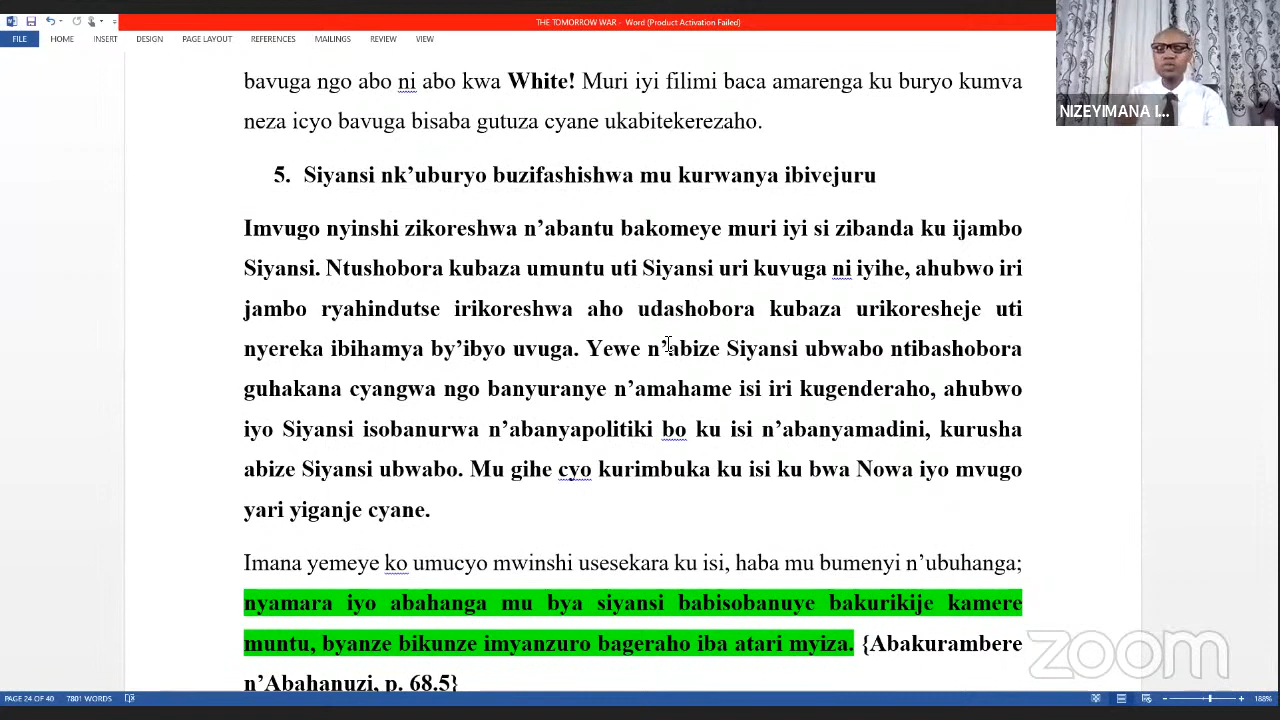 THE TOMORROW WAR - Word (Product Activation Failed)
FILE HOME INSERT DESIGN PAGE LAYOUT REFERENCES MAILINGS REVIEW VIEW
bavuga ngo abo ni abo kwa White! Muri iyi filimi baca amarenga ku buryo kumva
neza icyo bavuga bisaba gutuza cyane ukabitekerezaho.
NIZEYIMANA I...
5. Siyansi nk’uburyo buzifashishwa mu kurwanya ibivejuru
Imvugo nyinshi zikoreshwa n’abantu bakomeye muri iyi si zibanda ku ijambo
Siyansi. Ntushobora kubaza umuntu uti Siyansi uri kuvuga ni iyihe, ahubwo iri
jambo ryahindutse irikoreshwa aho udashobora kubaza urikoresheje uti
nyereka ibihamya by’ibyo uvuga. Yewe n’abize Siyansi ubwabo ntibashobora
guhakana cyangwa ngo banyuranye n’amahame isi iri kugenderaho, ahubwo
iyo Siyansi isobanurwa n’abanyapolitiki bo ku isi n’abanyamadini, kurusha
abize Siyansi ubwabo. Mu gihe cyo kurimbuka ku isi ku bwa Nowa iyo mvugo
yari yiganje cyane.
Imana yemeye ko umucyo mwinshi usesekara ku isi, haba mu bumenyi n’ubuhanga;
nyamara iyo abahanga mu bya siyansi babisobanuye bakurikije kamere
muntu, byanze bikunze imyanzuro bageraho iba atari myiza. {Abakurambere
n’Abahanuzi, p. 68.5}
zoom
PAGE 24 OF 40 7801 WORDS 188%